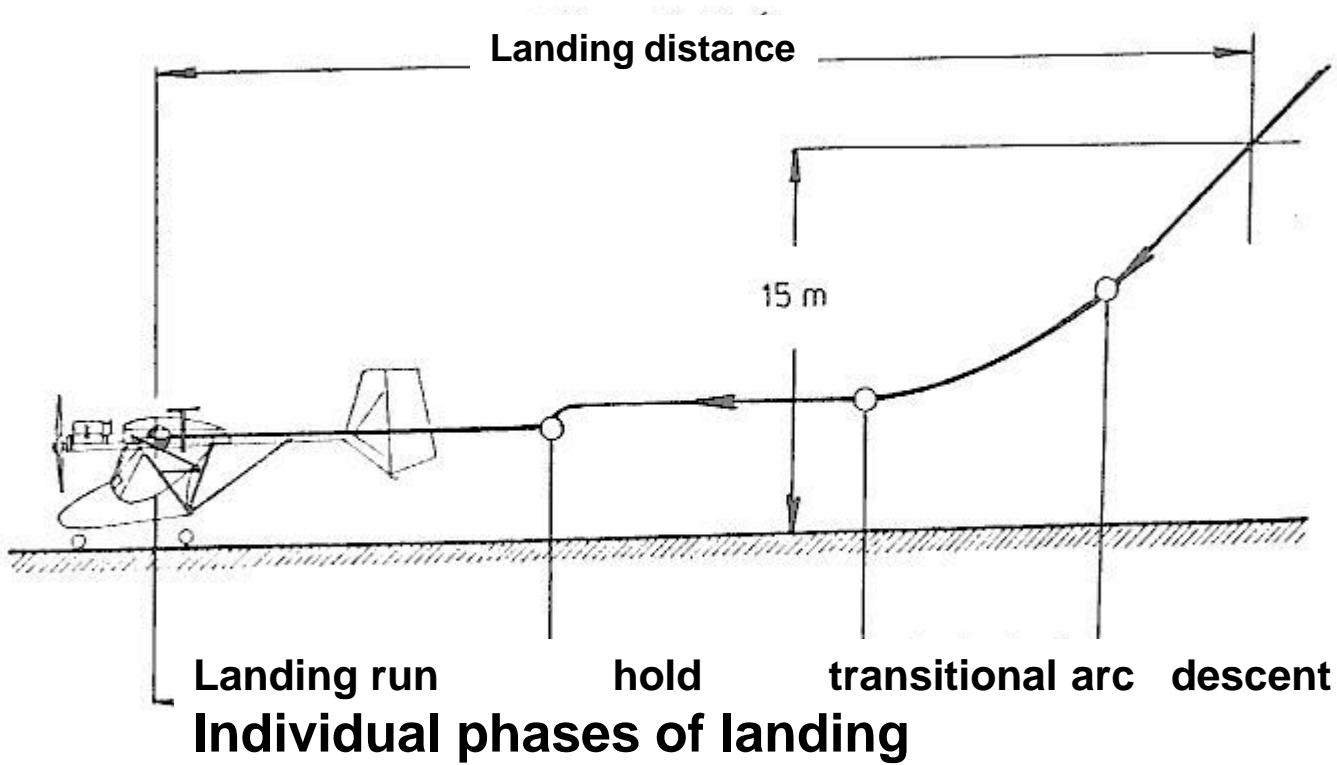 Landing distance
15 m
Landing run hold transitional arc descent
Individual phases of landing